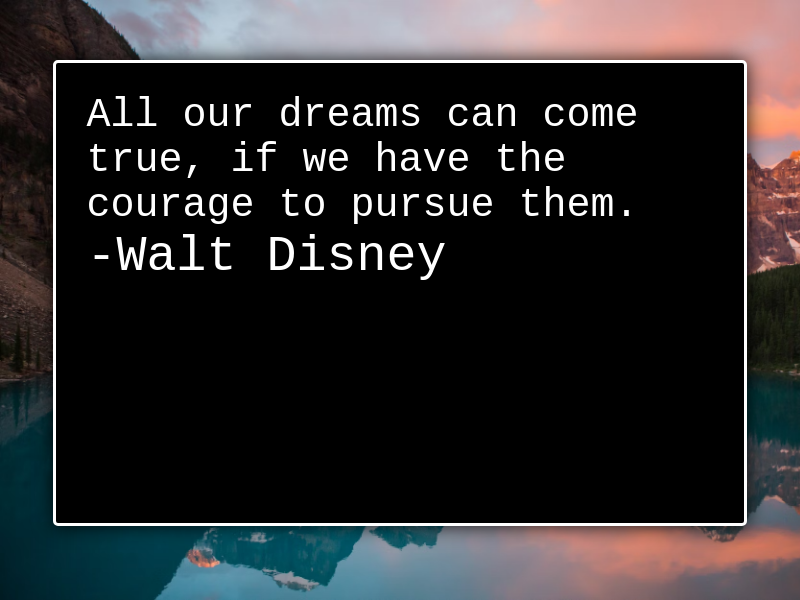 All our dreams can come
true, if we have the
courage to pursue them.
-Walt Disney